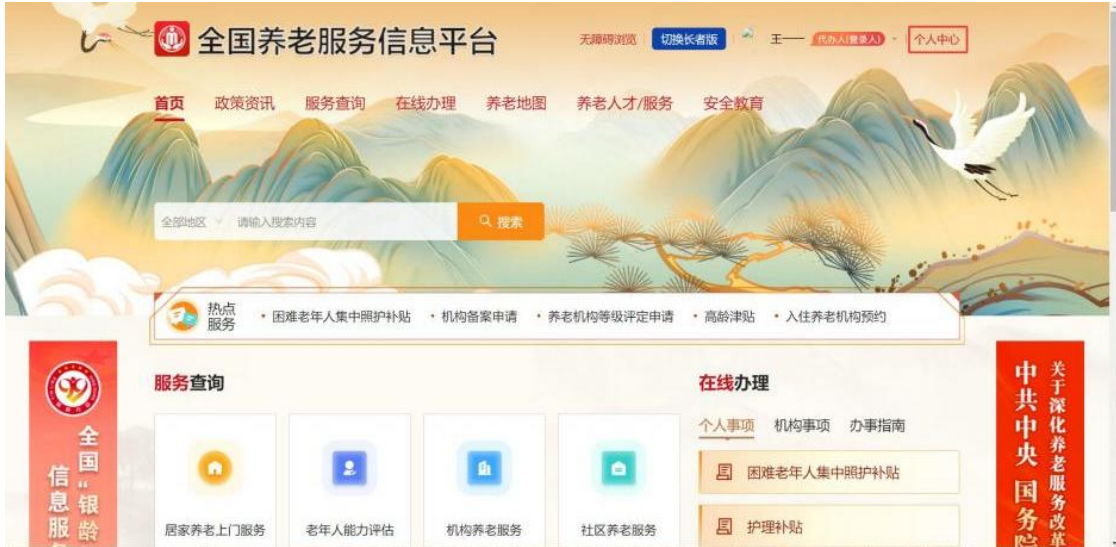 全国养老服务信息平台
无障碍浏览 切换长者版 王一一 代办人(登录人) 个人中心
首页 政策资讯 服务查询 在线办理 养老地图 养老人才/服务 安全教育
全部地区 请输入搜索内容 搜索
热点服务 • 困难老年人集中照护补贴 • 机构备案申请 • 养老机构等级评定申请 • 高龄津贴 • 入住养老机构预约
服务查询
居家养老上门服务 老年人能力评估 机构养老服务 社区养老服务
在线办理
个人事项 机构事项 办事指南
困难老年人集中照护补贴
护理补贴
全国“银龄
信息服
中共中央 国务院
关于深化养老服务改革